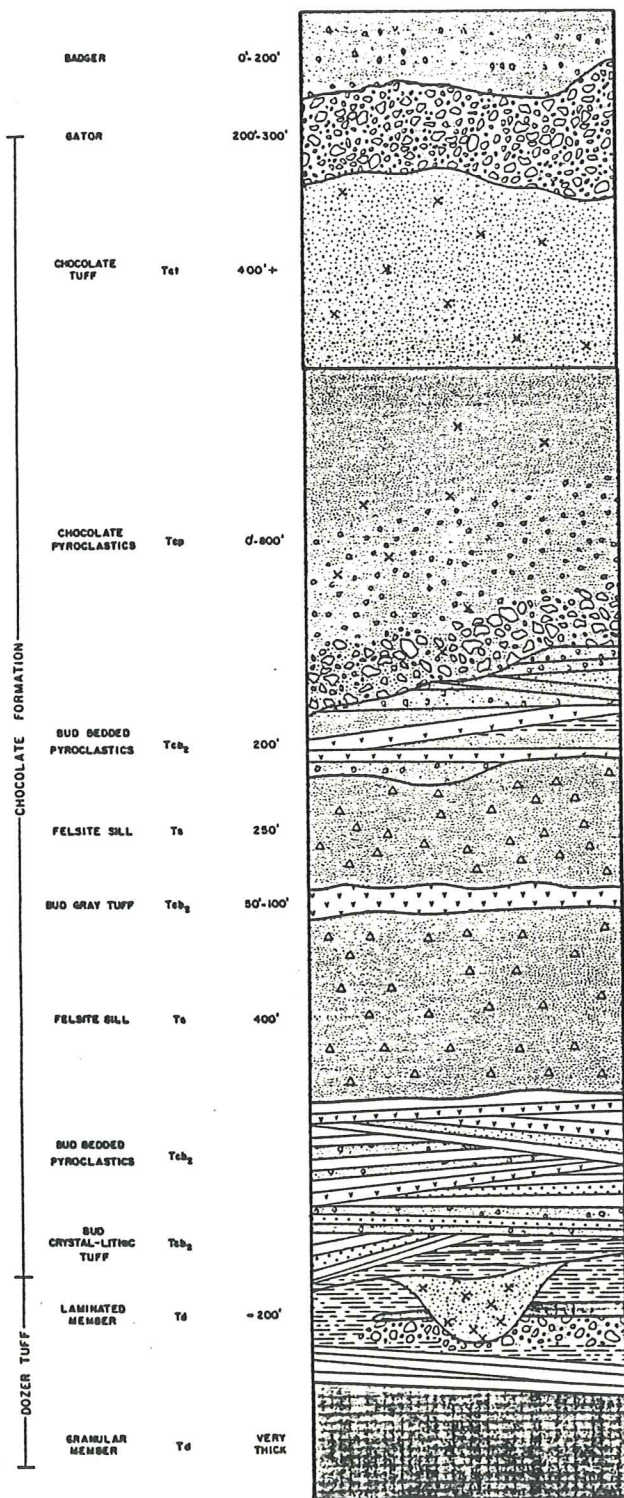 BADGER 0'-200'
GATOR 200'-300'
CHOCOLATE
TUFF Tct 400'+
CHOCOLATE
PYROCLASTICS Tcp 0'-800'
BUD BEDDED
PYROCLASTICS Tcb2 200'
FELSITE SILL Ts 250'
BUD GRAY TUFF Tcb2 50'-100'
FELSITE SILL Ts 400'
BUD BEDDED
PYROCLASTICS Tcb2
BUD
CRYSTAL-LITHIC Tcb2
TUFF
LAMINATED
MEMBER Td ~200'
GRANULAR VERY
MEMBER Td THICK
CHOCOLATE FORMATION
DOZER TUFF